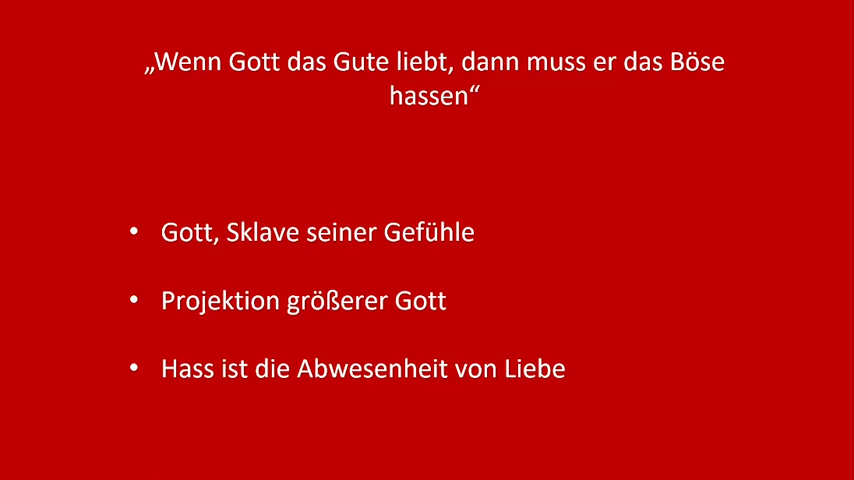 „Wenn Gott das Gute liebt, dann muss er das Böse
hassen“
• Gott, Sklave seiner Gefühle
• Projektion größerer Gott
• Hass ist die Abwesenheit von Liebe